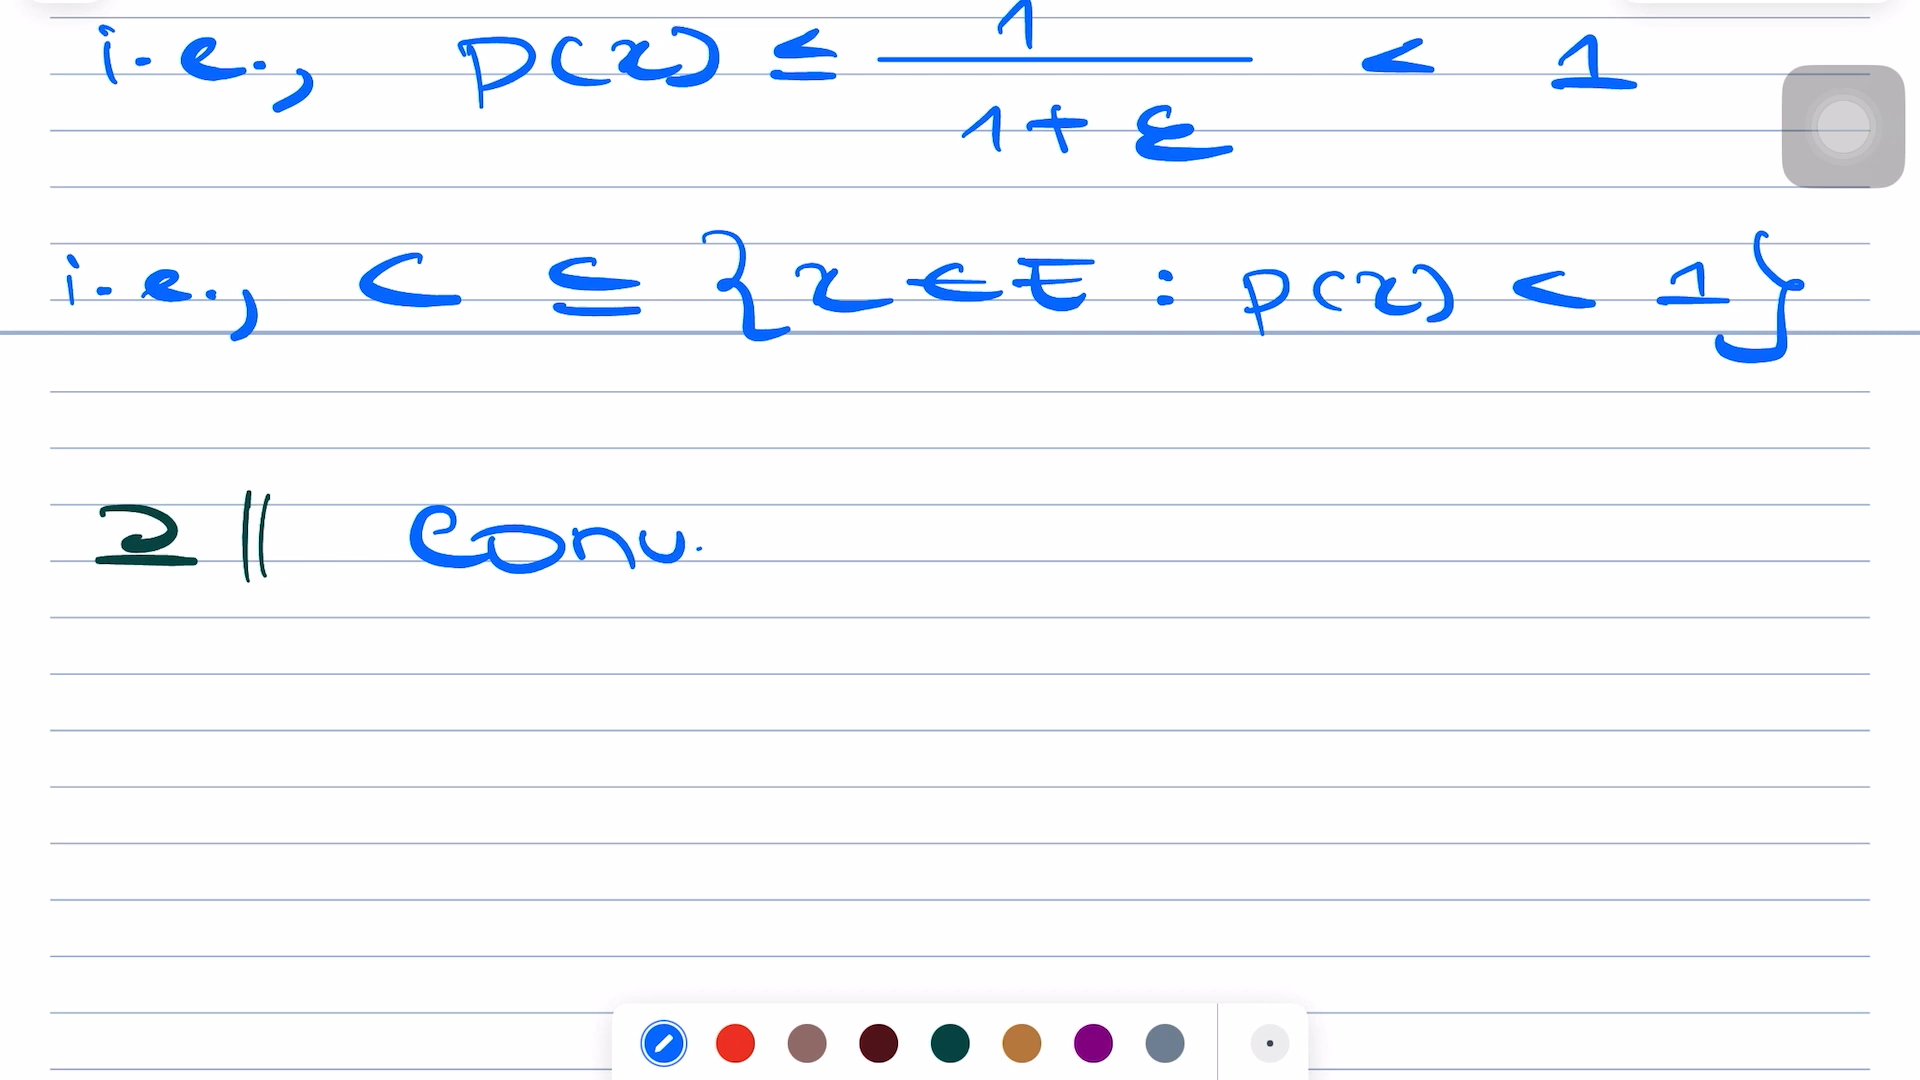 i.e., p(x) ≤ 1/(1+ε) < 1
i.e., C ⊆ {x ∈ E : p(x) < 1}
2 || Conv.